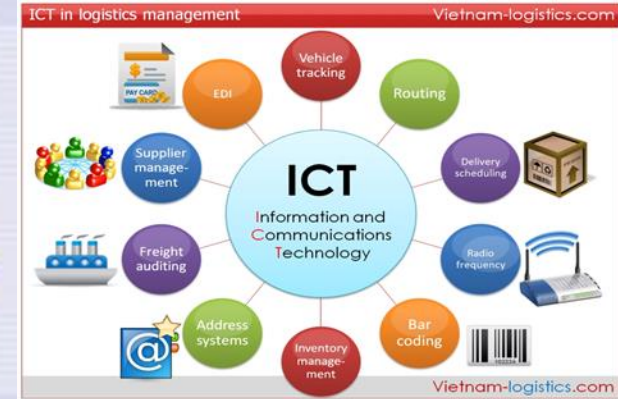 ICT in logistics management
Vietnam-logistics.com
Vehicle
tracking
Routing
Delivery
scheduling
Radio
frequency
Bar
coding
Inventory
manage-
ment
Address
systems
Freight
auditing
Supplier
manage-
ment
EDI
PAY CARD
ICT
Information and
Communications
Technology
Vietnam-logistics.com